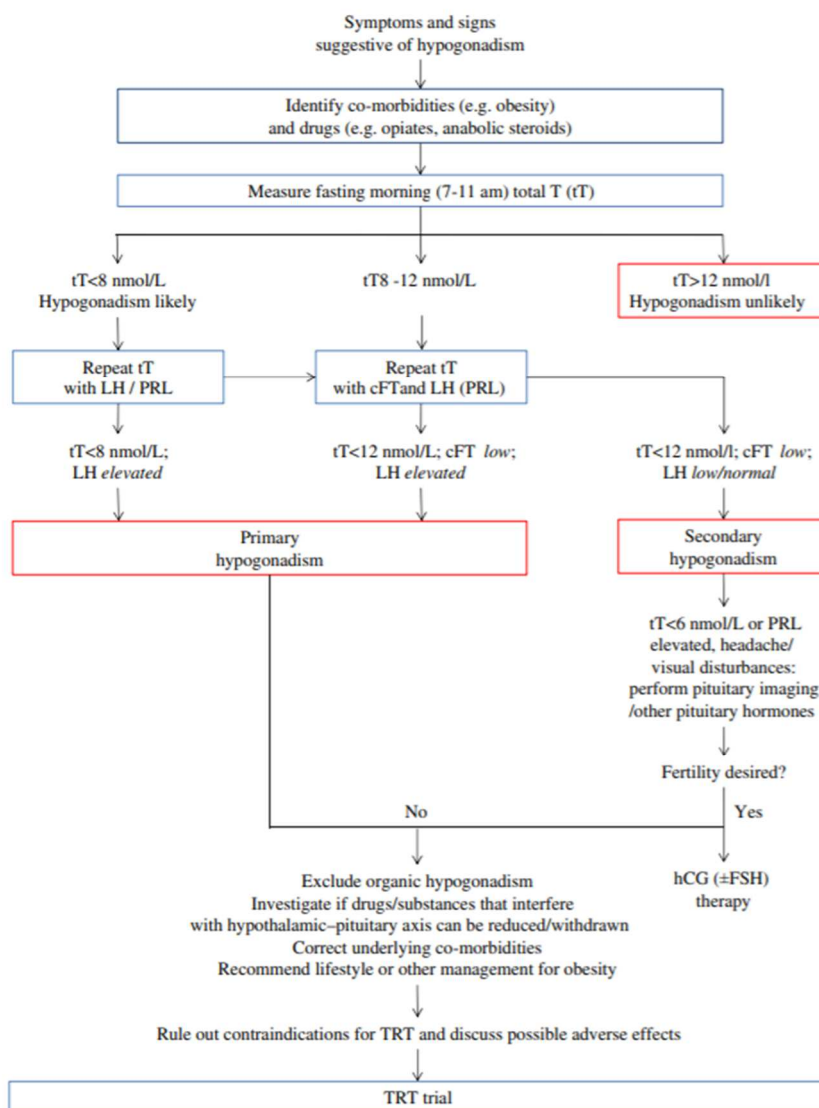 Symptoms and signs
suggestive of hypogonadism
Identify co-morbidities (e.g. obesity)
and drugs (e.g. opiates, anabolic steroids)
Measure fasting morning (7-11 am) total T (tT)
tT<8 nmol/L
Hypogonadism likely
tT8 -12 nmol/L
tT>12 nmol/l
Hypogonadism unlikely
Repeat tT
with LH / PRL
Repeat tT
with cFTand LH (PRL)
tT<8 nmol/L;
LH elevated
tT<12 nmol/L; cFT low;
LH elevated
tT<12 nmol/l; cFT low;
LH low/normal
Primary
hypogonadism
Secondary
hypogonadism
tT<6 nmol/L or PRL
elevated, headache/
visual disturbances:
perform pituitary imaging
/other pituitary hormones
Fertility desired?
No
Yes
Exclude organic hypogonadism
Investigate if drugs/substances that interfere
with hypothalamic–pituitary axis can be reduced/withdrawn
Correct underlying co-morbidities
Recommend lifestyle or other management for obesity
hCG (±FSH)
therapy
Rule out contraindications for TRT and discuss possible adverse effects
TRT trial